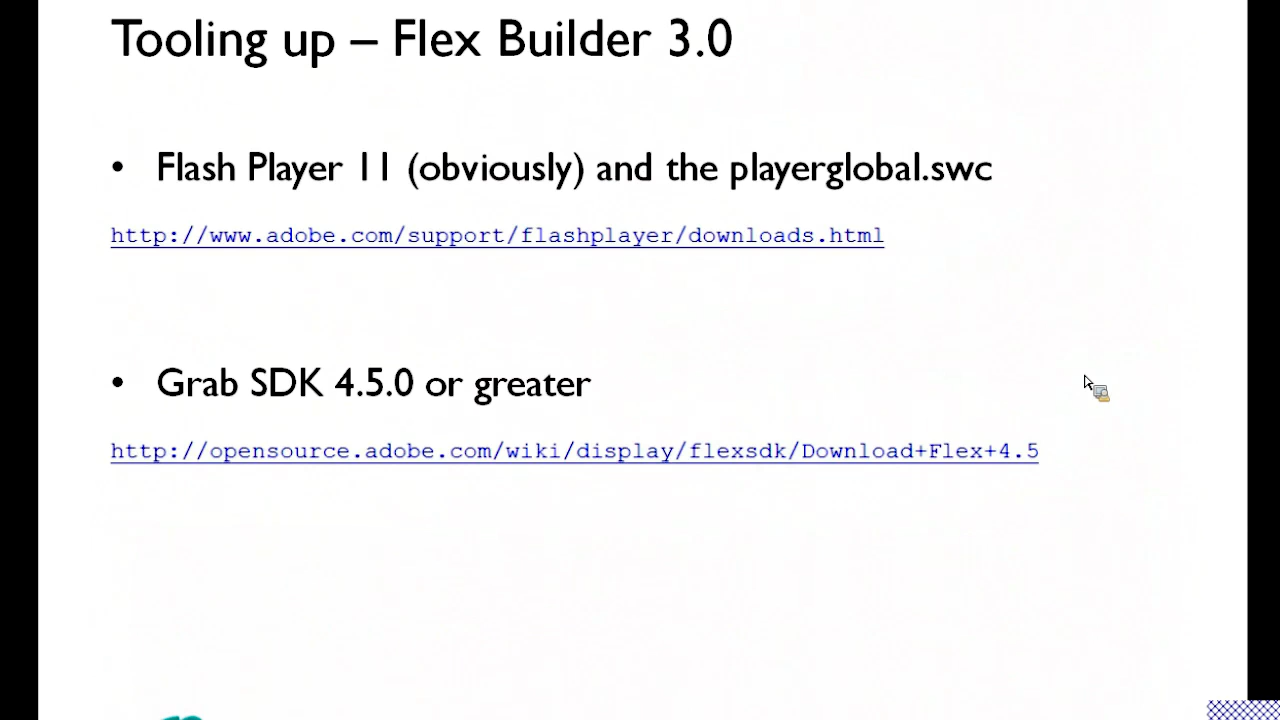 Tooling up – Flex Builder 3.0
• Flash Player 11 (obviously) and the playerglobal.swc
http://www.adobe.com/support/flashplayer/downloads.html
• Grab SDK 4.5.0 or greater
http://opensource.adobe.com/wiki/display/flexsdk/Download+Flex+4.5